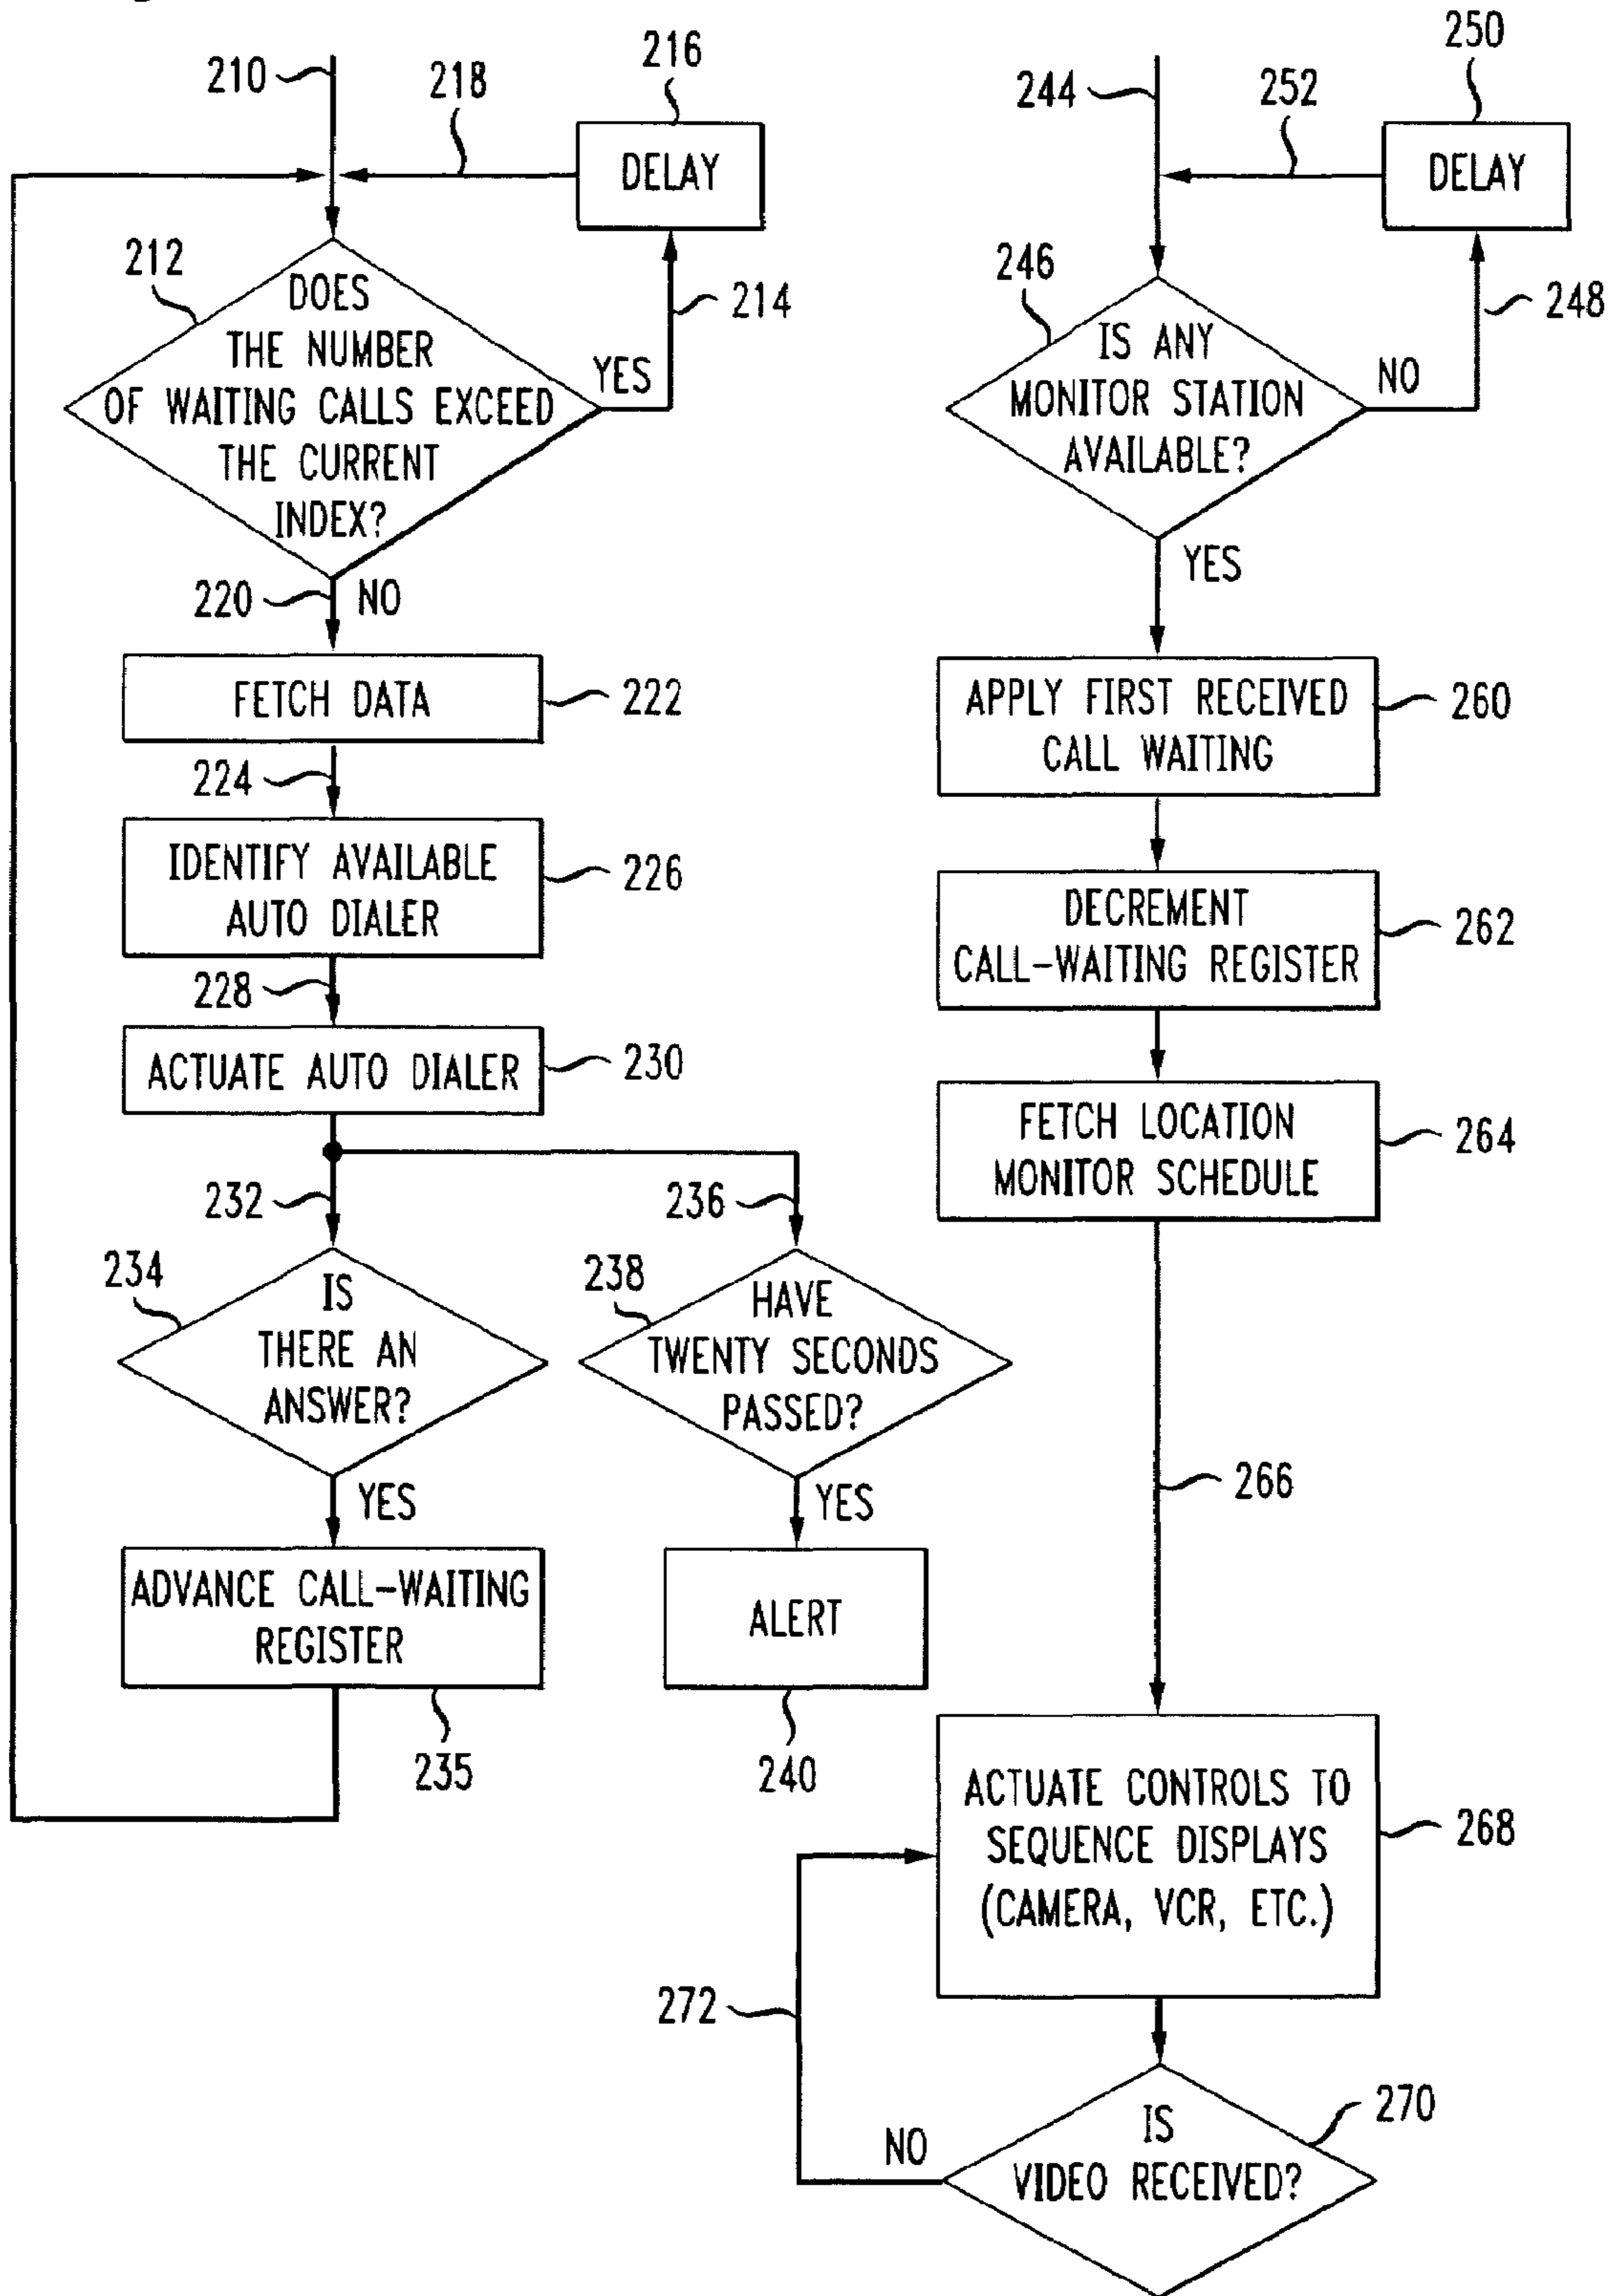 210
218
216
DELAY
212
DOES
THE NUMBER
OF WAITING CALLS EXCEED
THE CURRENT
INDEX?
YES
214
220
NO
FETCH DATA
222
224
IDENTIFY AVAILABLE
AUTO DIALER
226
228
ACTUATE AUTO DIALER
230
232
236
234
IS
THERE AN
ANSWER?
YES
238
HAVE
TWENTY SECONDS
PASSED?
YES
ADVANCE CALL-WAITING
REGISTER
235
ALERT
240
244
252
250
DELAY
246
IS ANY
MONITOR STATION
AVAILABLE?
NO
248
YES
APPLY FIRST RECEIVED
CALL WAITING
260
DECREMENT
CALL-WAITING REGISTER
262
FETCH LOCATION
MONITOR SCHEDULE
264
266
ACTUATE CONTROLS TO
SEQUENCE DISPLAYS
(CAMERA, VCR, ETC.)
268
272
NO
IS
VIDEO RECEIVED?
270